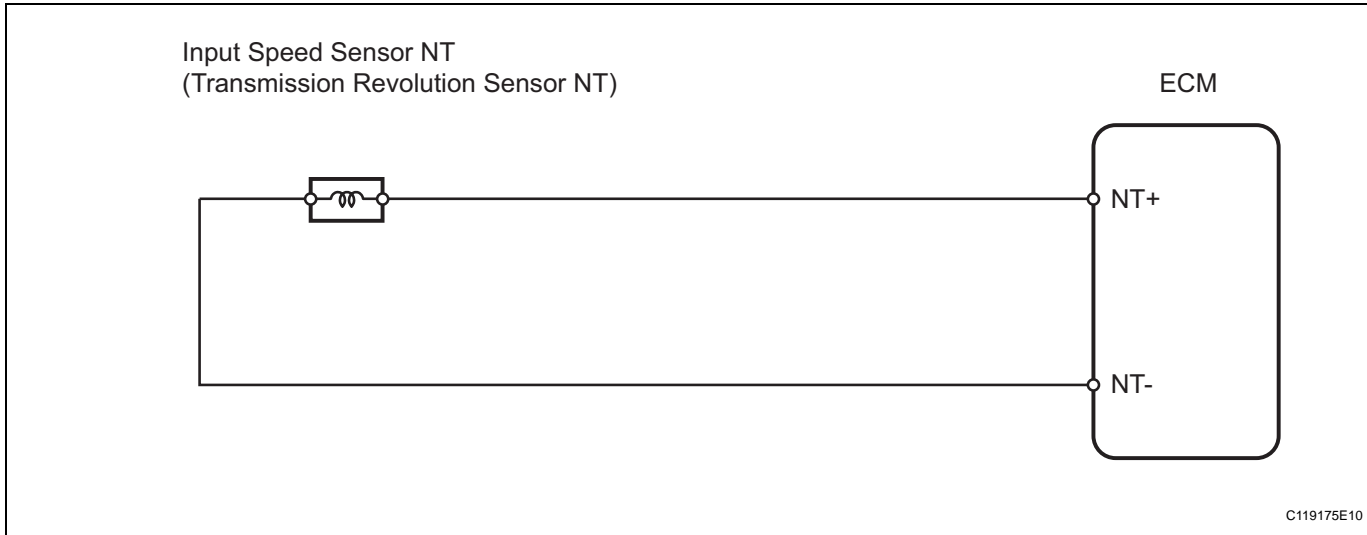 Input Speed Sensor NT
(Transmission Revolution Sensor NT)
ECM
NT+
NT-
C119175E10